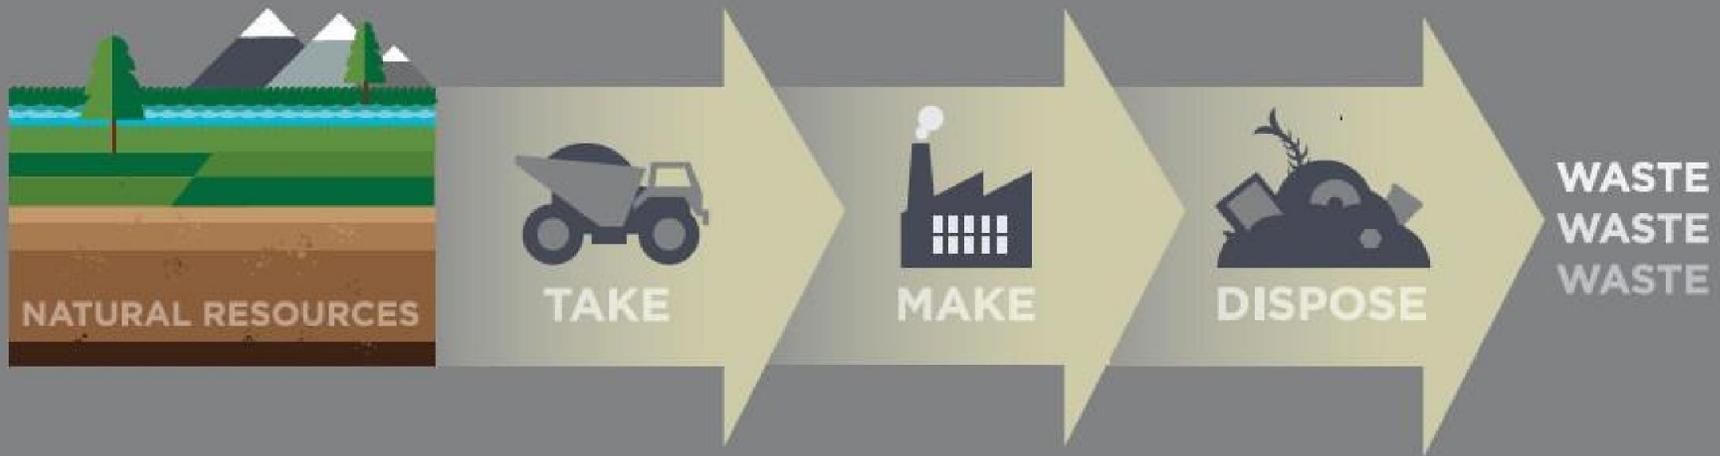 NATURAL RESOURCES
TAKE
MAKE
DISPOSE
WASTE
WASTE
WASTE